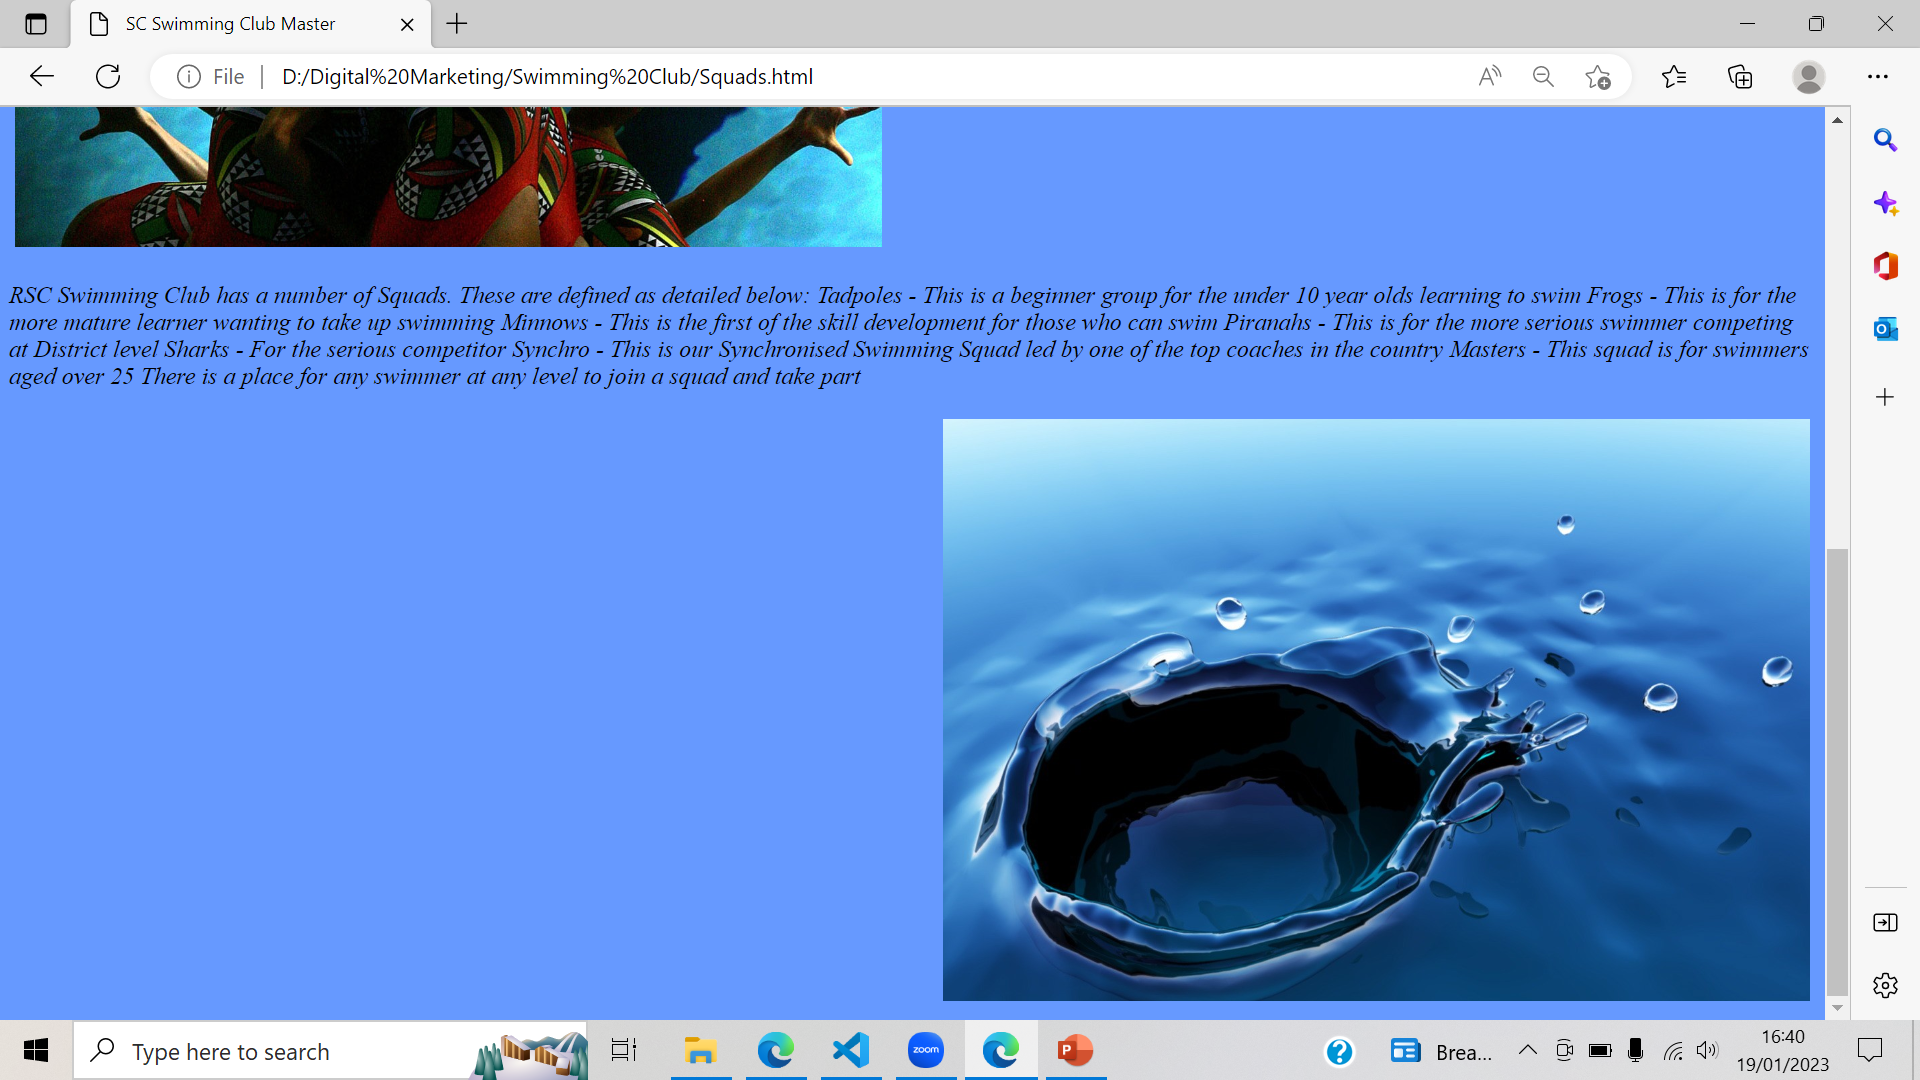 SC Swimming Club Master
File
D:/Digital%20Marketing/Swimming%20Club/Squads.html
RSC Swimming Club has a number of Squads. These are defined as detailed below: Tadpoles - This is a beginner group for the under 10 year olds learning to swim Frogs - This is for the
more mature learner wanting to take up swimming Minnows - This is the first of the skill development for those who can swim Piranahs - This is for the more serious swimmer competing
at District level Sharks - For the serious competitor Synchro - This is our Synchronised Swimming Squad led by one of the top coaches in the country Masters - This squad is for swimmers
aged over 25 There is a place for any swimmer at any level to join a squad and take part
Type here to search
zoom
P
Brea...
16:40
19/01/2023